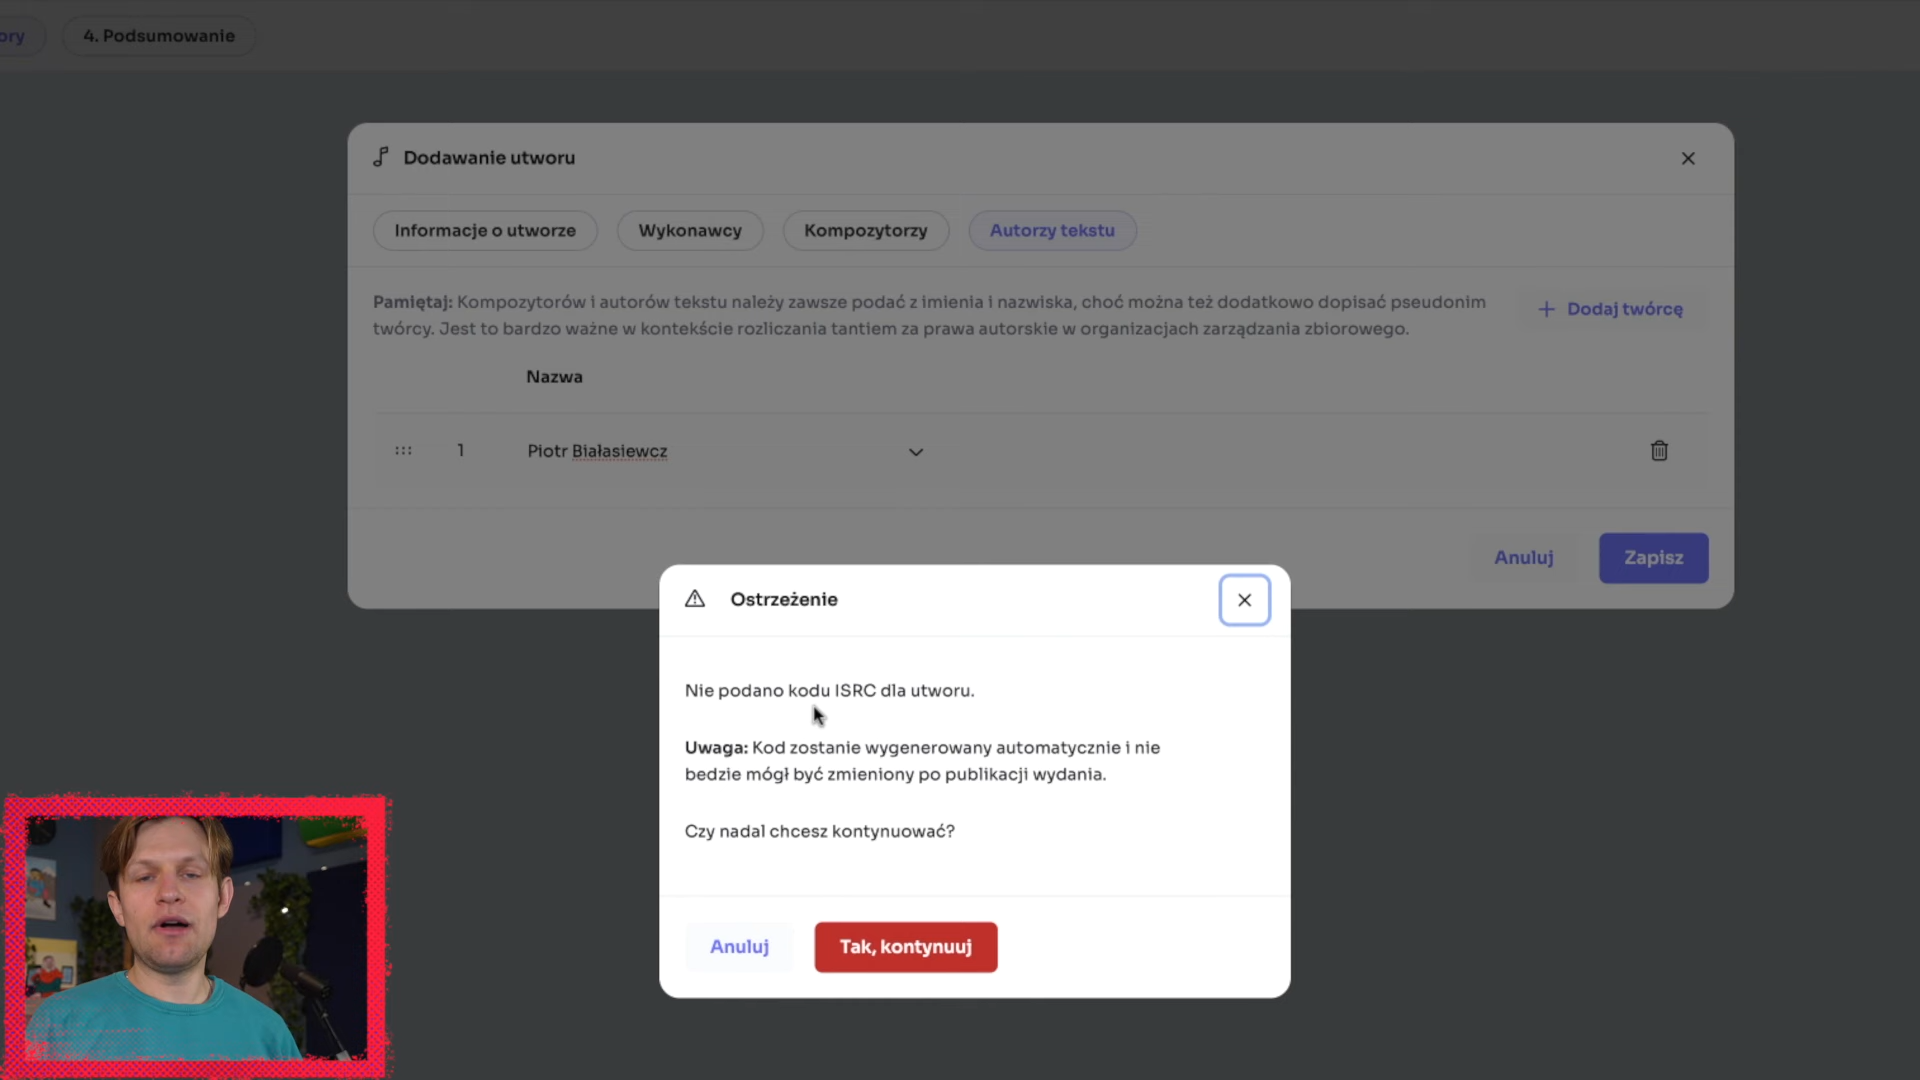 ory
4. Podsumowanie
Dodawanie utworu
Informacje o utworze
Wykonawcy
Kompozytorzy
Autorzy tekstu
Pamiętaj: Kompozytorów i autorów tekstu należy zawsze podać z imienia i nazwiska, choć można też dodatkowo dopisać pseudonim
twórcy. Jest to bardzo ważne w kontekście rozliczania tantiem za prawa autorskie w organizacjach zarządzania zbiorowego.
Dodaj twórcę
Nazwa
1
Piotr Białasiewcz
Anuluj
Zapisz
Ostrzeżenie
Nie podano kodu ISRC dla utworu.
Uwaga: Kod zostanie wygenerowany automatycznie i nie
bedzie mógł być zmieniony po publikacji wydania.
Czy nadal chcesz kontynuować?
Anuluj
Tak, kontynuuj